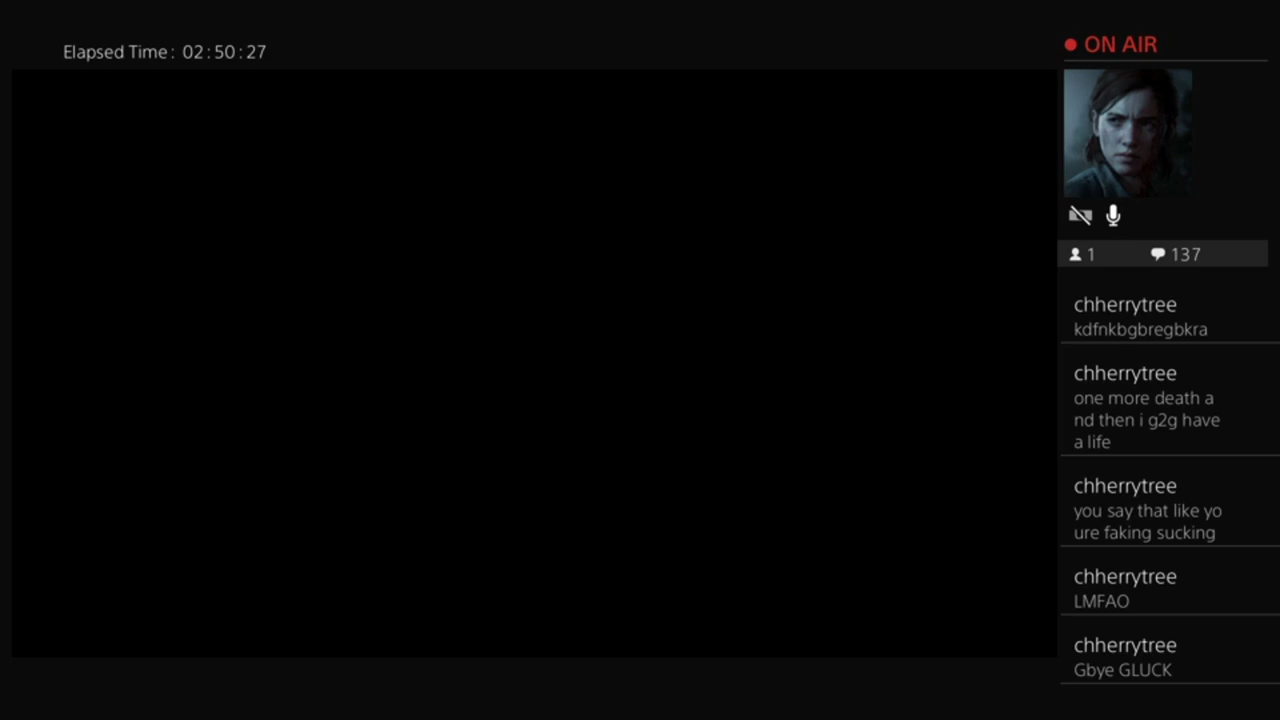 Elapsed Time: 02:50:27
ON AIR
1 137
chherrytree
kdfnkbgbregbkra
chherrytree
one more death a
nd then i g2g have
a life
chherrytree
you say that like yo
ure faking sucking
chherrytree
LMFAO
chherrytree
Gbye GLUCK